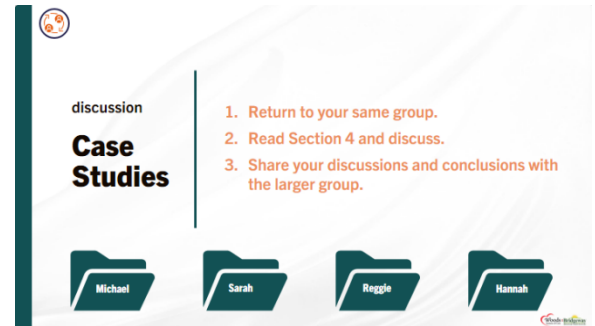 discussion
Case
Studies
1. Return to your same group.
2. Read Section 4 and discuss.
3. Share your discussions and conclusions with
the larger group.
Michael
Sarah
Reggie
Hannah